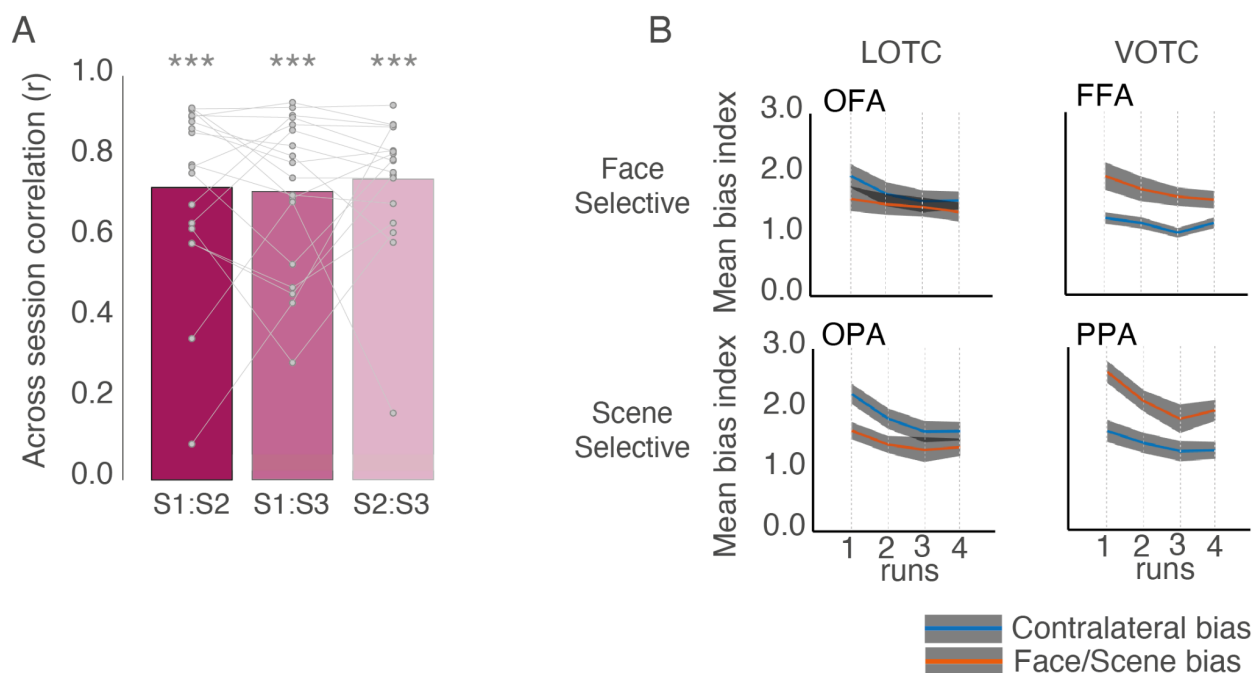 A
***
***
***
1.0
0.8
0.6
0.4
0.2
0.0
Across session correlation (r)
S1:S2
S1:S3
S2:S3
B
LOTC
VOTC
Face
Selective
Mean bias index
3.0
2.0
1.0
0.0
OFA
FFA
Scene
Selective
Mean bias index
3.0
2.0
1.0
0.0
OPA
PPA
1 2 3 4
runs
1 2 3 4
runs
Contralateral bias
Face/Scene bias